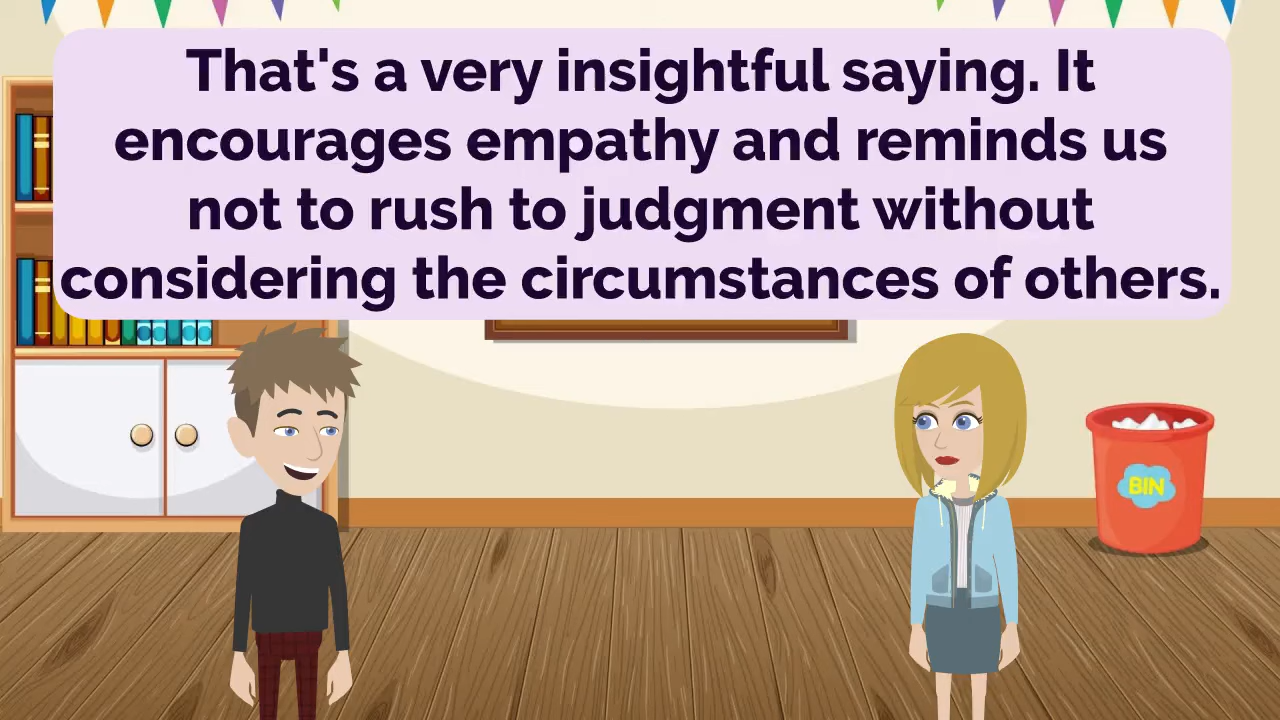 That's a very insightful saying. It
encourages empathy and reminds us
not to rush to judgment without
considering the circumstances of others.
BIN